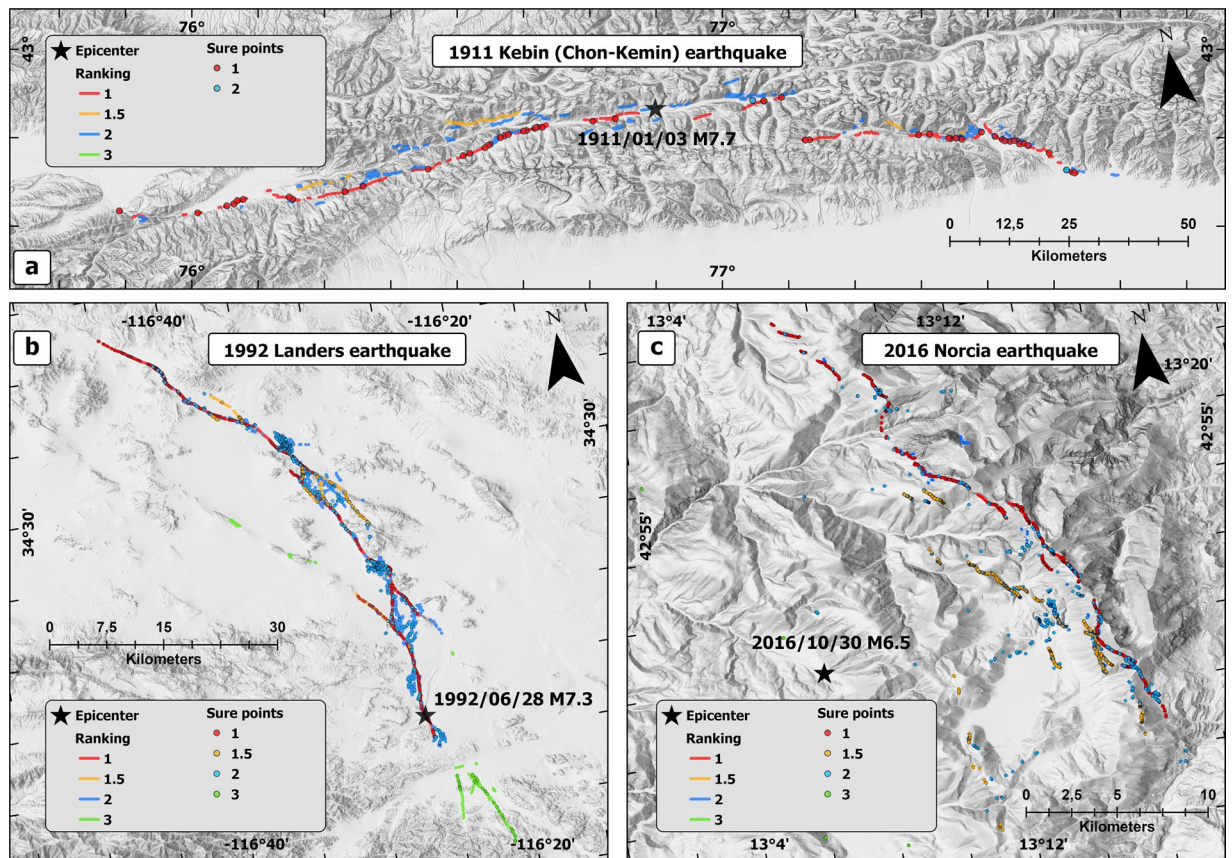 76°
77°
43°
43°
N
Epicenter
Ranking
1
1.5
2
3
Sure points
1
2
1911 Kebin (Chon-Kemin) earthquake
1911/01/03 M7.7
0 12,5 25 50
Kilometers
a
76°
77°
b
-116°40'
-116°20'
1992 Landers earthquake
N
34°30'
34°30'
0 7.5 15 30
Kilometers
1992/06/28 M7.3
Epicenter
Ranking
1
1.5
2
3
Sure points
1
1.5
2
3
-116°40'
-116°20'
c
13°4'
13°12'
2016 Norcia earthquake
N
13°20'
42°55'
42°55'
2016/10/30 M6.5
Epicenter
Ranking
1
1.5
2
3
Sure points
1
1.5
2
3
0 2,5 5 10
Kilometers
13°4'
13°12'